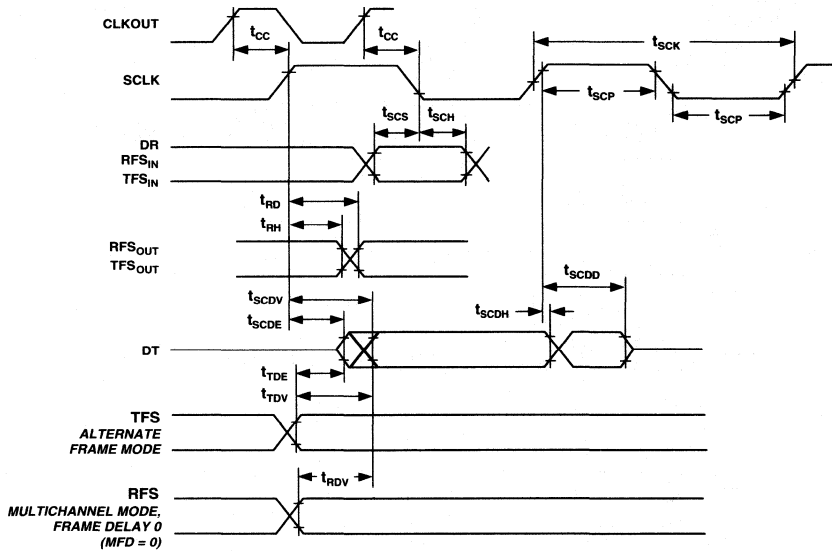 CLKOUT
tCC
tCC
tSCK
SCLK
tSCP
tSCP
tSCS
tSCH
DR
RFSIN
TFSIN
tRD
tRH
RFSOUT
TFSOUT
tSCDD
tSCDV
tSCDE
tSCDH
DT
tTDE
tTDV
TFS
ALTERNATE
FRAME MODE
tRDV
RFS
MULTICHANNEL MODE,
FRAME DELAY 0
(MFD = 0)